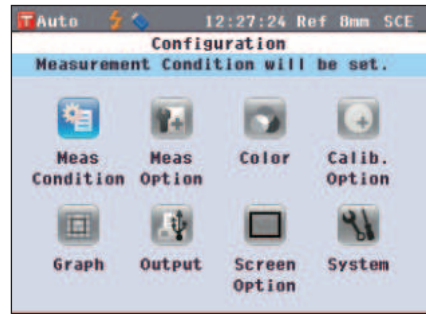 T Auto 12:27:24 Ref 8mm SCE
Configuration
Measurement Condition will be set.
Meas Condition
Meas Option
Color
Calib. Option
Graph
Output
Screen Option
System